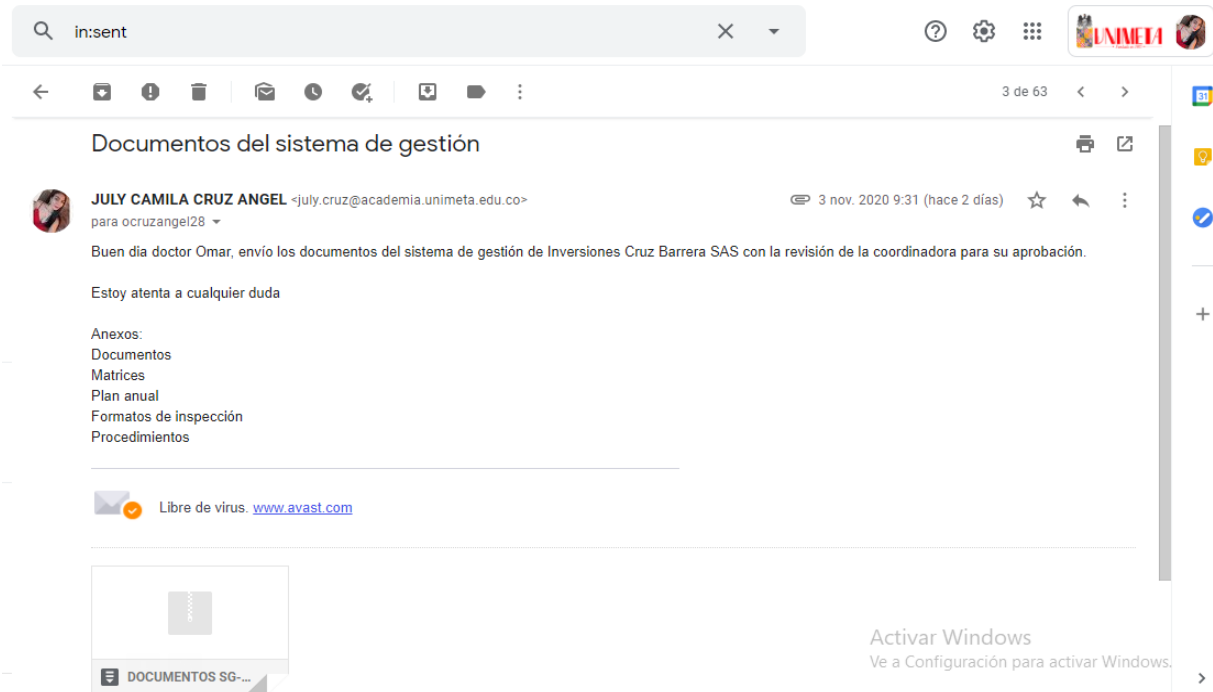 in:sent
UNIMETA
3 de 63
31
Documentos del sistema de gestión
JULY CAMILA CRUZ ANGEL <july.cruz@academia.unimeta.edu.co>
3 nov. 2020 9:31 (hace 2 días)
para ocruzangel28
Buen dia doctor Omar, envío los documentos del sistema de gestión de Inversiones Cruz Barrera SAS con la revisión de la coordinadora para su aprobación.
Estoy atenta a cualquier duda
Anexos:
Documentos
Matrices
Plan anual
Formatos de inspección
Procedimientos
Libre de virus. www.avast.com
Activar Windows
Ve a Configuración para activar Windows.
DOCUMENTOS SG-...